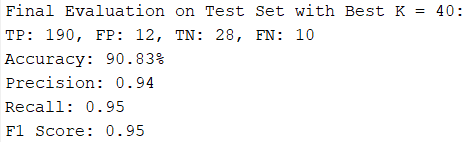 Final Evaluation on Test Set with Best K = 40:
TP: 190, FP: 12, TN: 28, FN: 10
Accuracy: 90.83%
Precision: 0.94
Recall: 0.95
F1 Score: 0.95